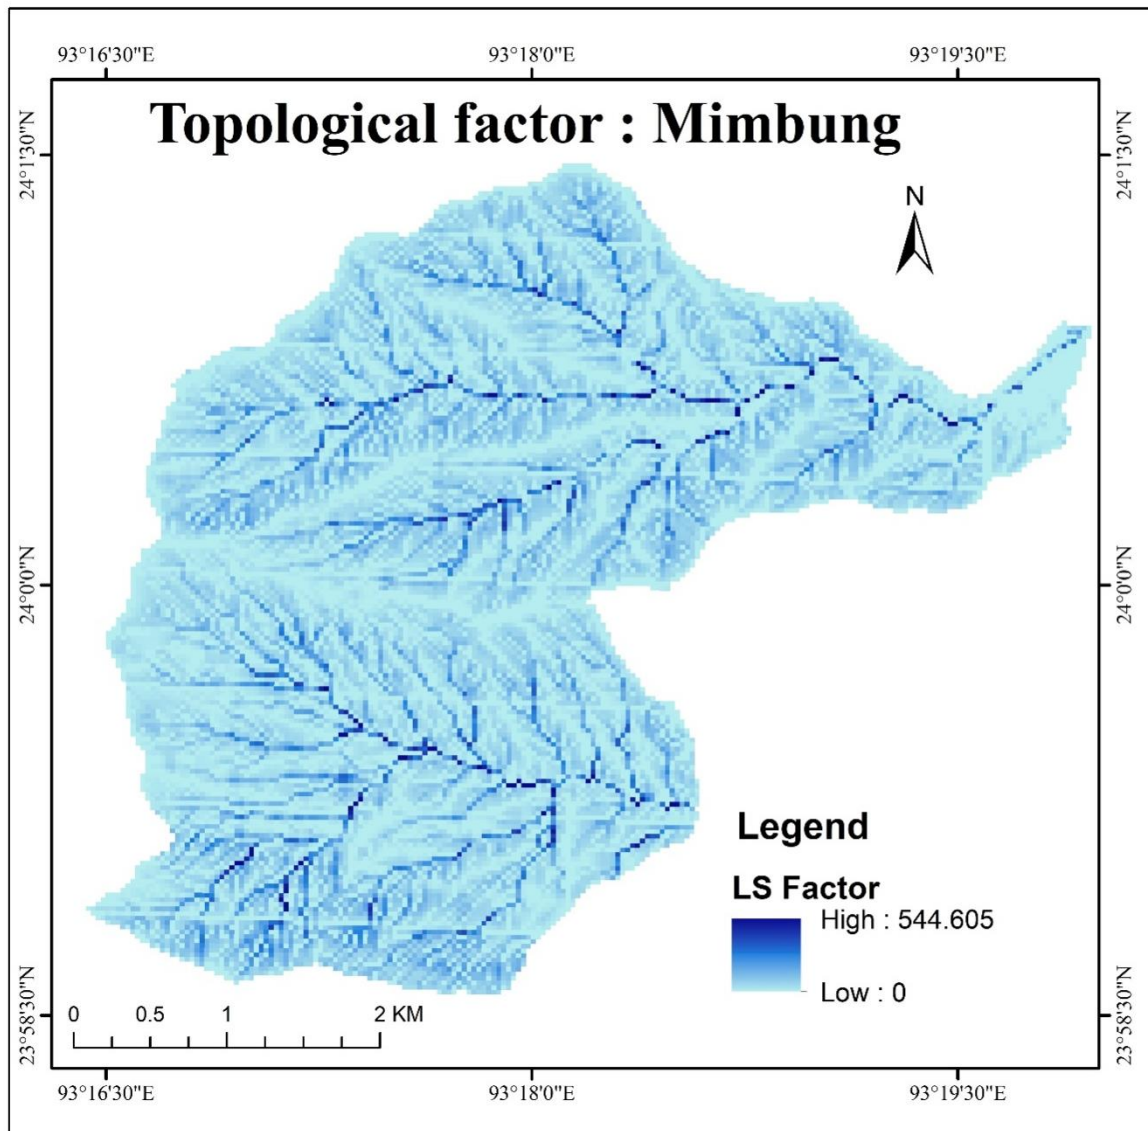 93°16'30"E 93°18'0"E 93°19'30"E
Topological factor : Mimbung
24°1'30"N 24°1'30"N
N
24°0'0"N 24°0'0"N
Legend
LS Factor
High : 544.605
Low : 0
23°58'30"N 23°58'30"N
0 0.5 1 2 KM
93°16'30"E 93°18'0"E 93°19'30"E